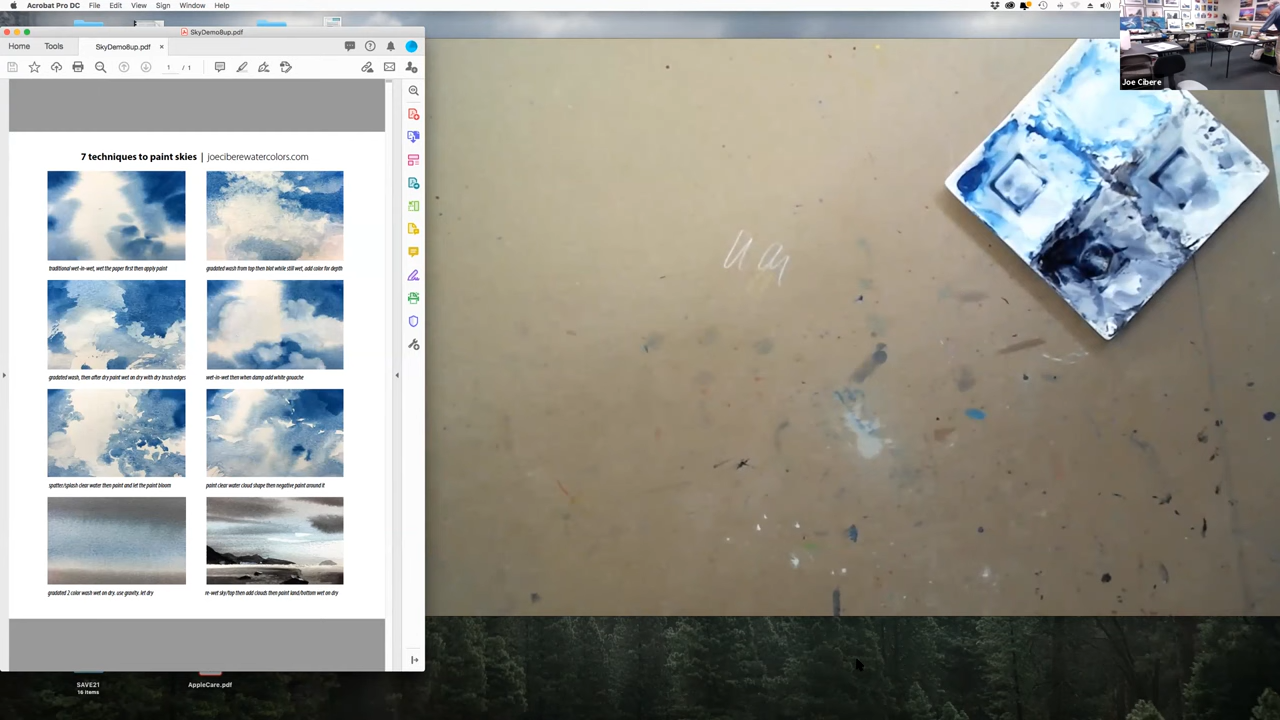 Acrobat Pro DC File Edit View Sign Window Help
SkyDemo8up.pdf
Home Tools SkyDemo8up.pdf ×
1 / 1
Joe Cibere
7 techniques to paint skies | joeciberewatercolors.com
traditional wet-in-wet, wet the paper first then apply paint
gradated wash from top then blot while still wet, add color for depth
gradated wash, then after dry paint wet on dry with dry brush edges
wet-in-wet then when damp add white gouache
spatter/splash clear water then paint and let the paint bloom
paint clear water cloud shape then negative paint around it
gradated 2 color wash wet on dry. use gravity. let dry
re-wet sky/top then add clouds then paint land/bottom wet on dry
SAVE21
16 items
AppleCare.pdf